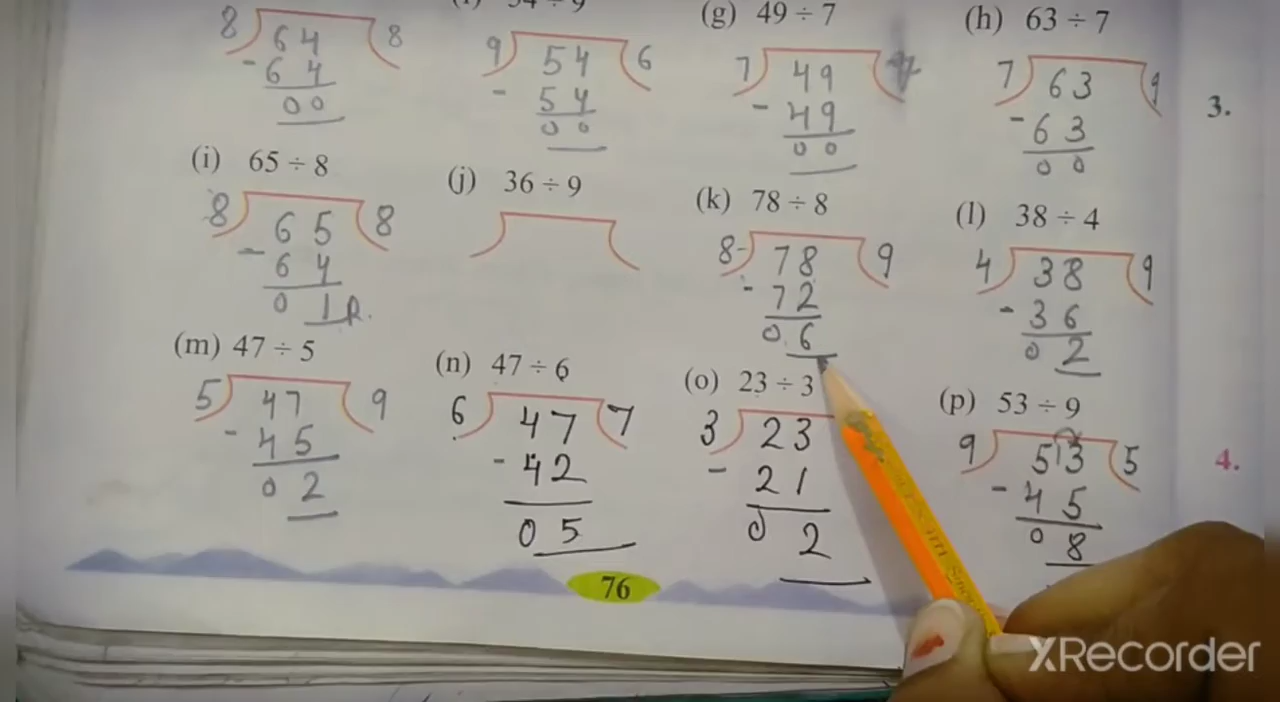 8 64 8
- 64
00
9 54 6
- 54
00
(g) 49 ÷ 7
7 49
- 49
00
(h) 63 ÷ 7
7 63 9
- 63
00
3.
(i) 65 ÷ 8
8 65 8
- 64
01R.
(j) 36 ÷ 9
(k) 78 ÷ 8
8 78 9
- 72
06
(l) 38 ÷ 4
4 38 9
- 36
02
(m) 47 ÷ 5
5 47 9
- 45
02
(n) 47 ÷ 6
6 47 7
- 42
05
(o) 23 ÷ 3
3 23
- 21
02
(p) 53 ÷ 9
9 53 5
- 45
08
4.
76
XRecorder